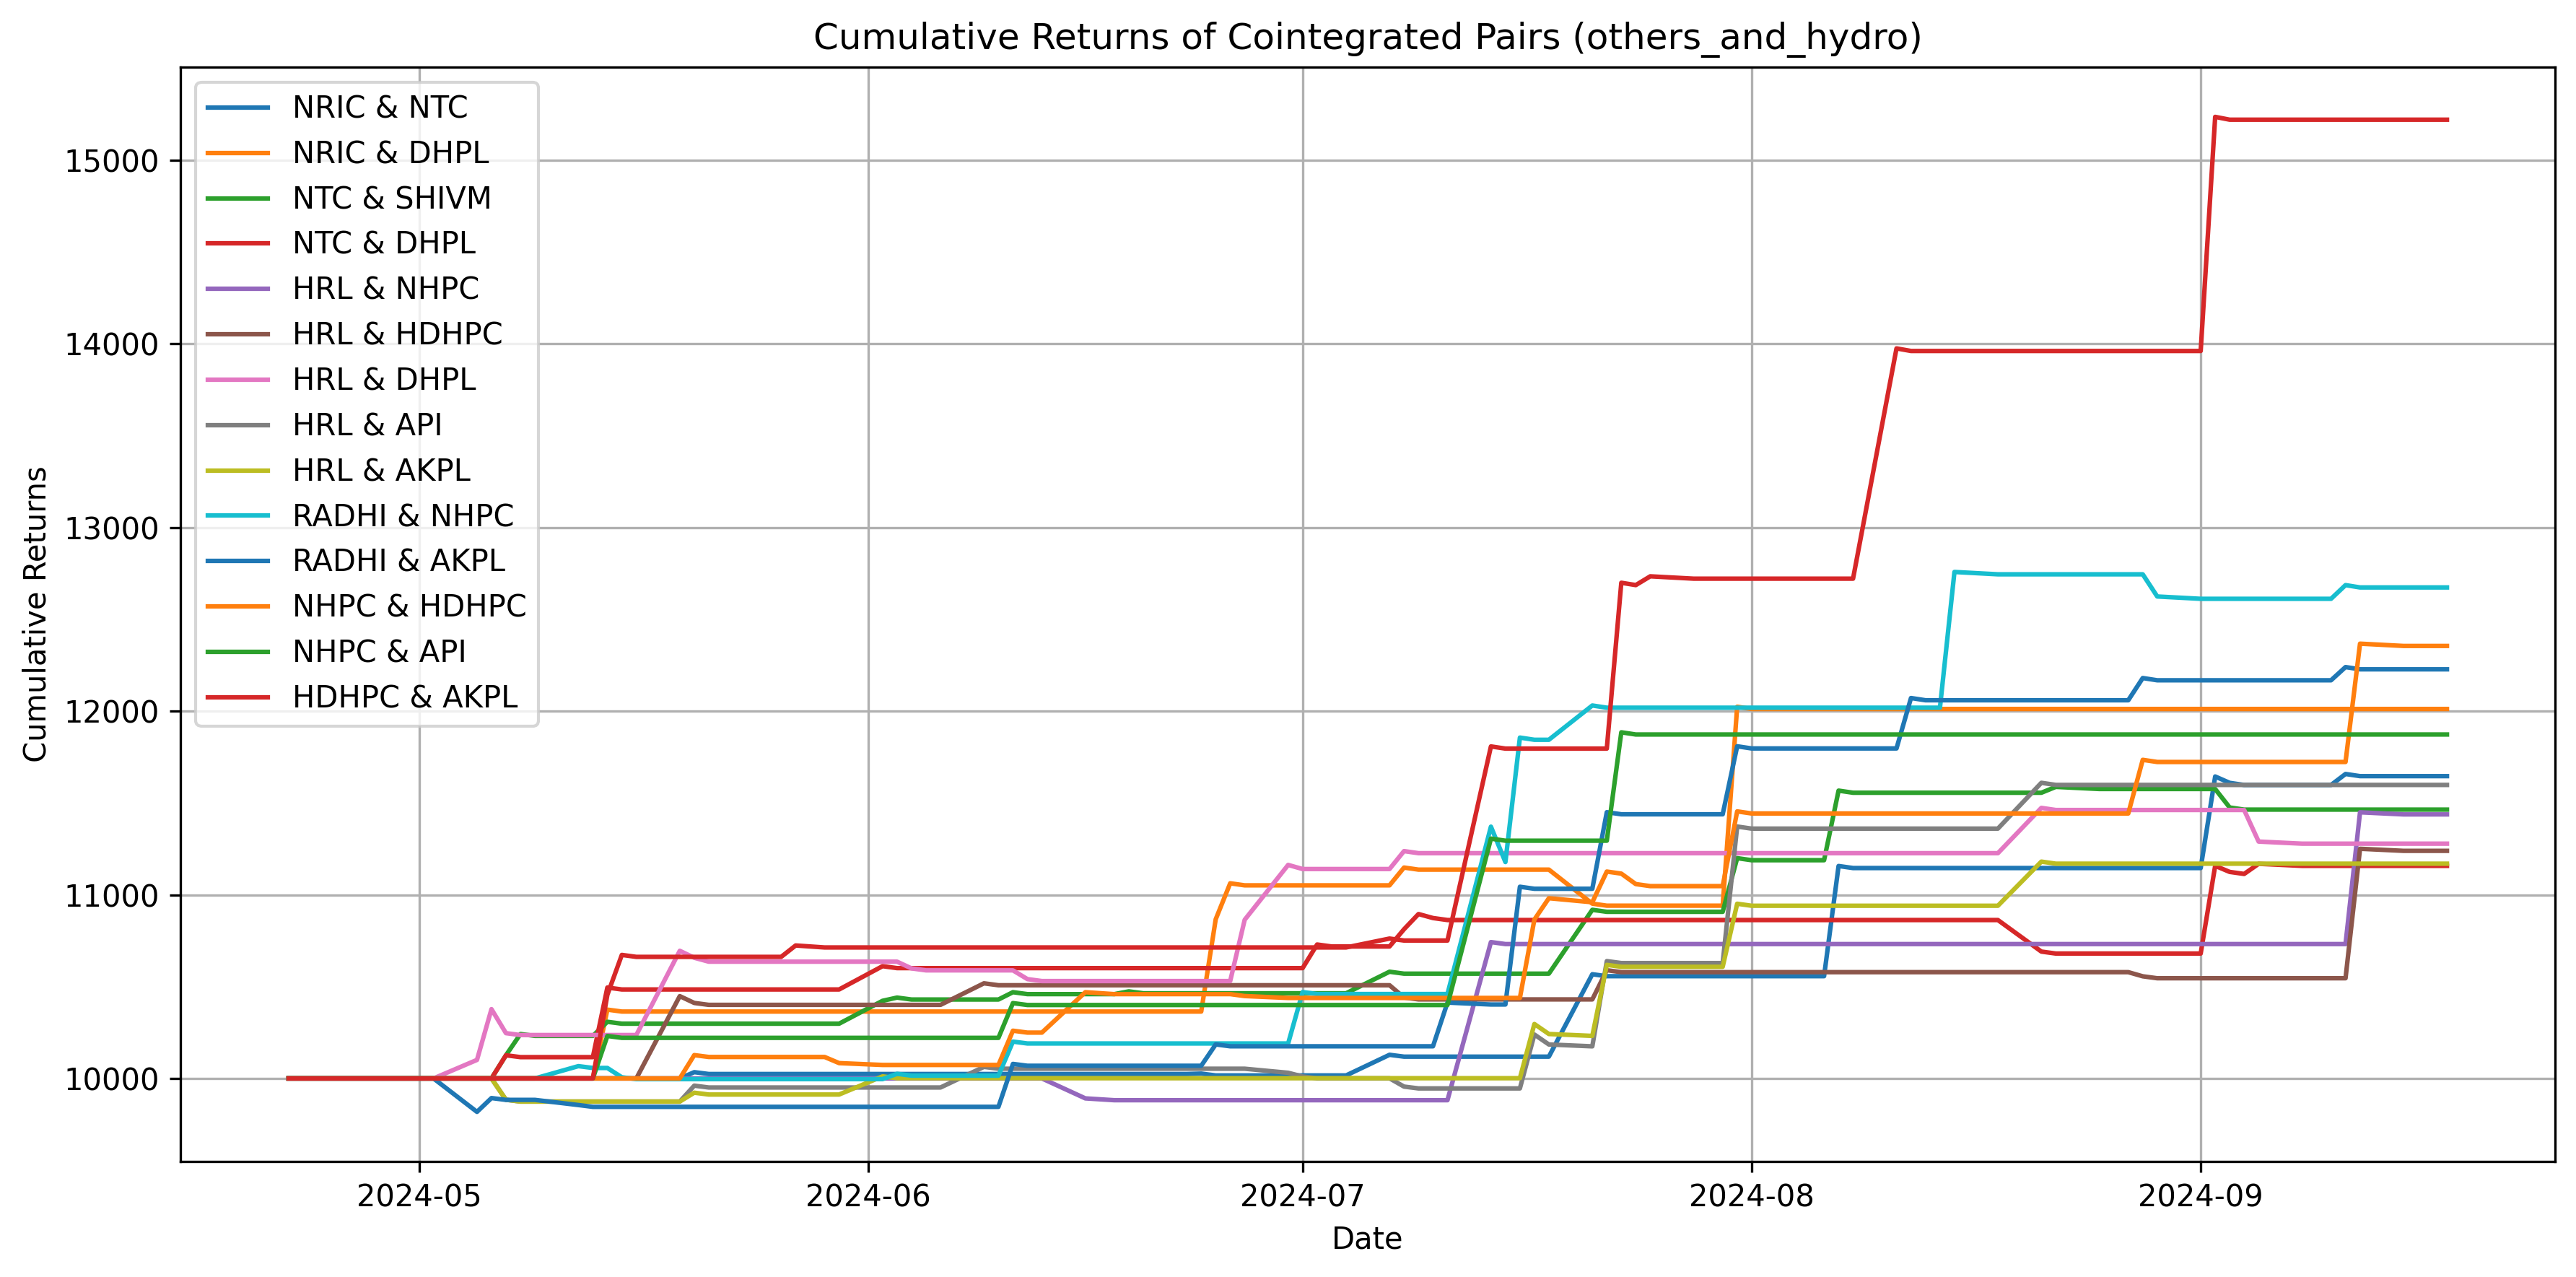 Cumulative Returns of Cointegrated Pairs (others_and_hydro)
NRIC & NTC
NRIC & DHPL
NTC & SHIVM
NTC & DHPL
HRL & NHPC
HRL & HDHPC
HRL & DHPL
HRL & API
HRL & AKPL
RADHI & NHPC
RADHI & AKPL
NHPC & HDHPC
NHPC & API
HDHPC & AKPL
Cumulative Returns
15000
14000
13000
12000
11000
10000
2024-05 2024-06 2024-07 2024-08 2024-09
Date